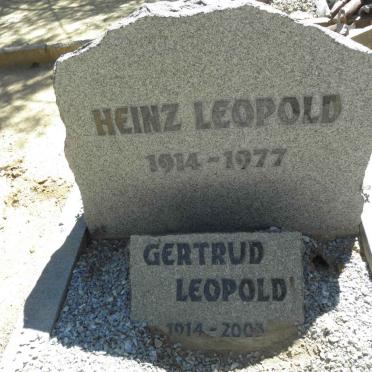 HEINZ LEOPOLD
1914-1977
GERTRUD
LEOPOLD
1914-2003